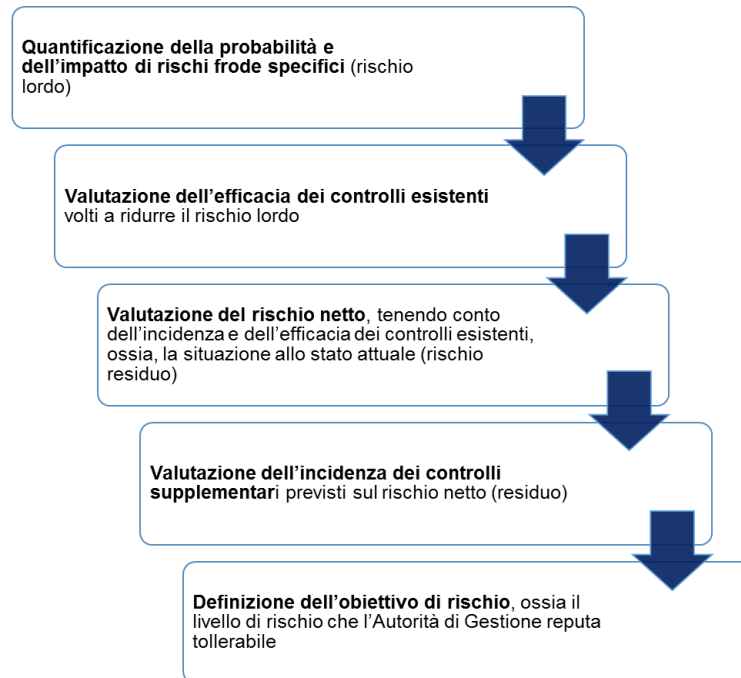 Quantificazione della probabilità e
dell'impatto di rischi frode specifici (rischio
lordo)
Valutazione dell'efficacia dei controlli esistenti
volti a ridurre il rischio lordo
Valutazione del rischio netto, tenendo conto
dell'incidenza e dell'efficacia dei controlli esistenti,
ossia, la situazione allo stato attuale (rischio
residuo)
Valutazione dell'incidenza dei controlli
supplementari previsti sul rischio netto (residuo)
Definizione dell'obiettivo di rischio, ossia il
livello di rischio che l'Autorità di Gestione reputa
tollerabile